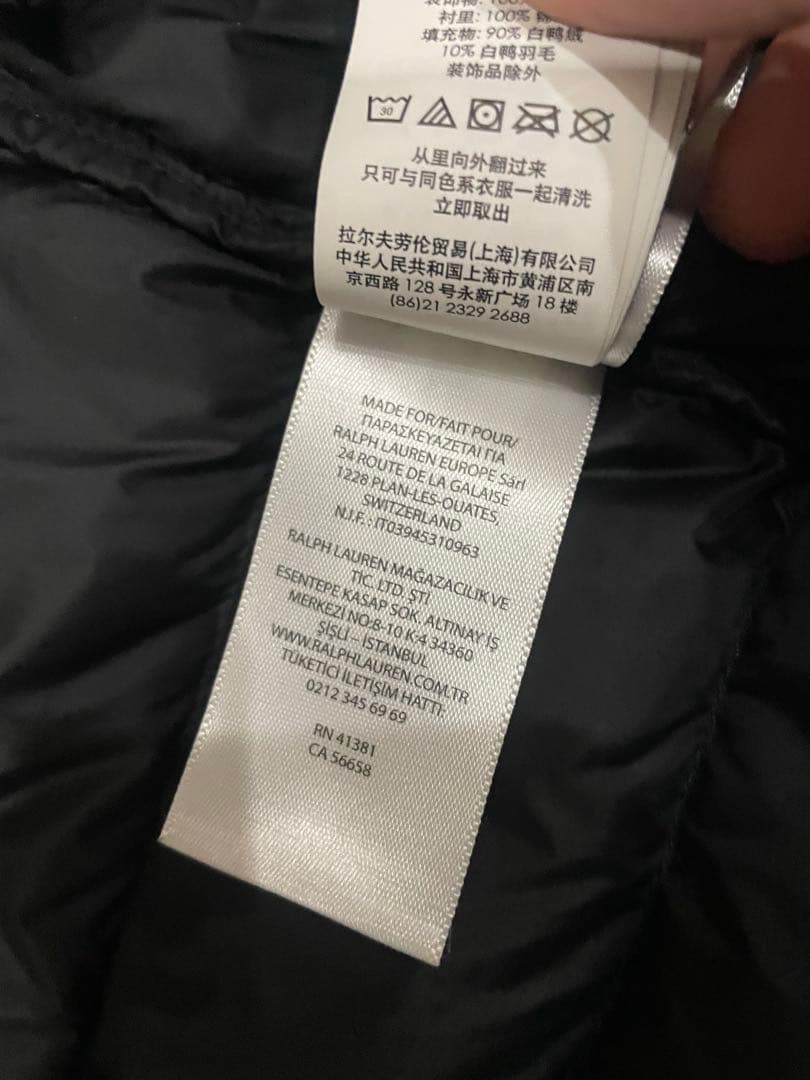 衬里: 100%
填充物: 90% 白鸭绒
10% 白鸭羽毛
装饰品除外
30
从里向外翻过来
只可与同色系衣服一起清洗
立即取出
拉尔夫劳伦贸易(上海)有限公司
中华人民共和国上海市黄浦区南
京西路 128 号永新广场 18 楼
(86)21 2329 2688
MADE FOR/FAIT POUR/
ΠΑΡΑΣΚΕΥΑΖΕΤΑΙ ΓΙΑ
RALPH LAUREN EUROPE Sàrl
24 ROUTE DE LA GALAISE
1228 PLAN-LES-OUATES,
SWITZERLAND
N.I.F. : IT03945310963
RALPH LAUREN MAĞAZACILIK VE
TİC. LTD. ŞTİ
ESENTEPE KASAP SOK. ALTINAY İŞ
MERKEZİ NO:8-10 K:4 34360
ŞİŞLİ – İSTANBUL
WWW.RALPHLAUREN.COM.TR
TÜKETİCİ İLETİŞİM HATTI:
0212 345 69 69
RN 41381
CA 56658